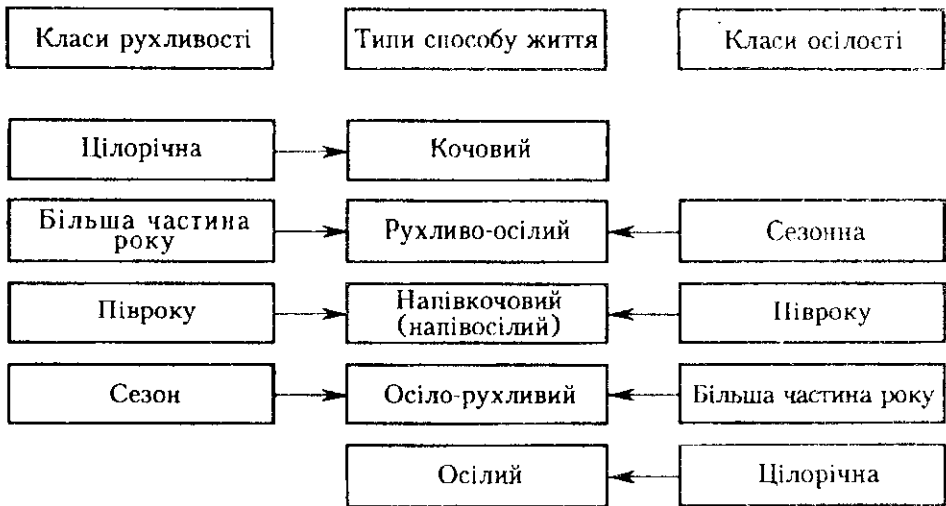 Класи рухливості
Типи способу життя
Класи осілості
Цілорічна
Кочовий
Більша частина
року
Рухливо-осілий
Сезонна
Півроку
Напівкочовий
(напівосілий)
Півроку
Сезон
Осіло-рухливий
Більша частина року
Осілий
Цілорічна